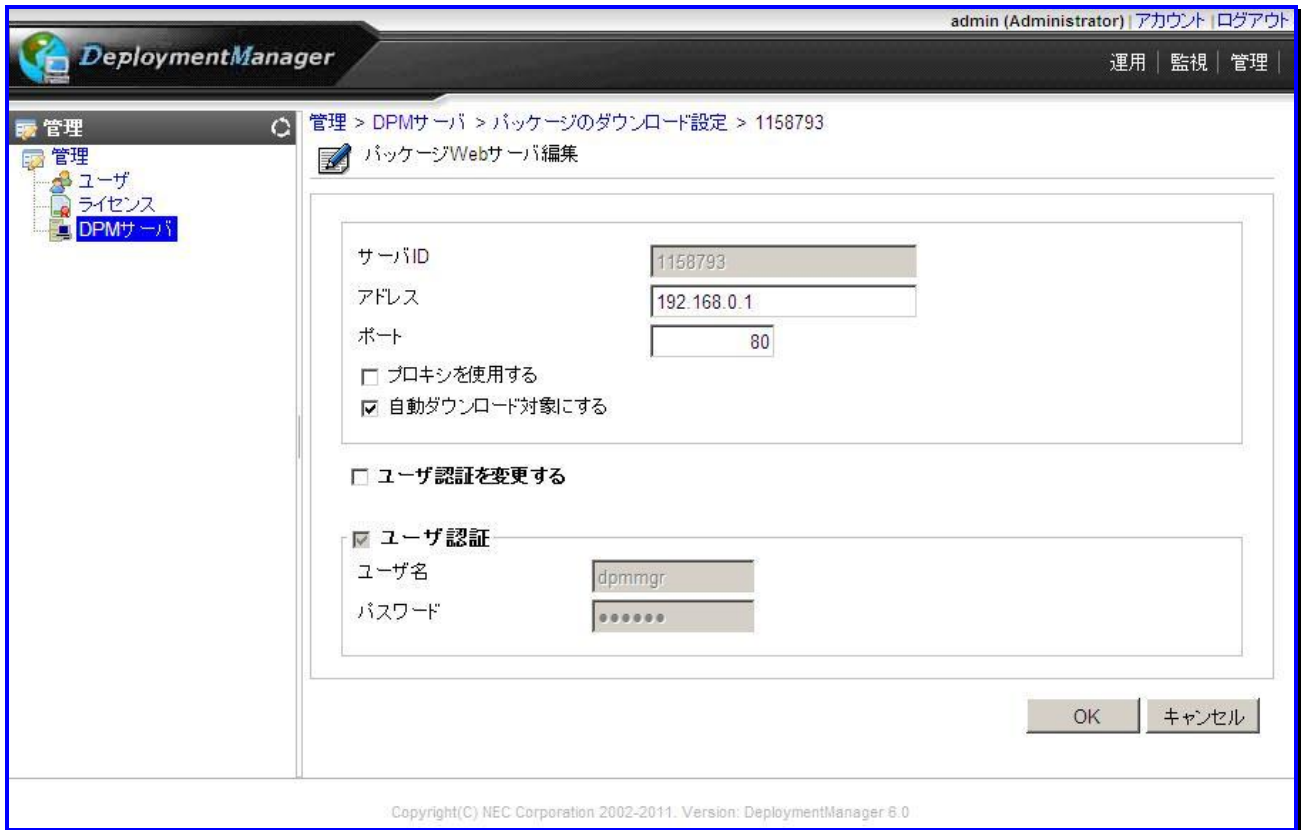 admin (Administrator) | アカウント | ログアウト
DeploymentManager
運用 | 監視 | 管理 |
管理
管理
ユーザ
ライセンス
DPMサーバ
管理 > DPMサーバ > パッケージのダウンロード設定 > 1158793
パッケージWebサーバ編集
サーバID 1158793
アドレス 192.168.0.1
ポート 80
プロキシを使用する
自動ダウンロード対象にする
ユーザ認証を変更する
ユーザ認証
ユーザ名 dpmmgr
パスワード ●●●●●●
OK キャンセル
Copyright(C) NEC Corporation 2002-2011. Version: DeploymentManager 6.0